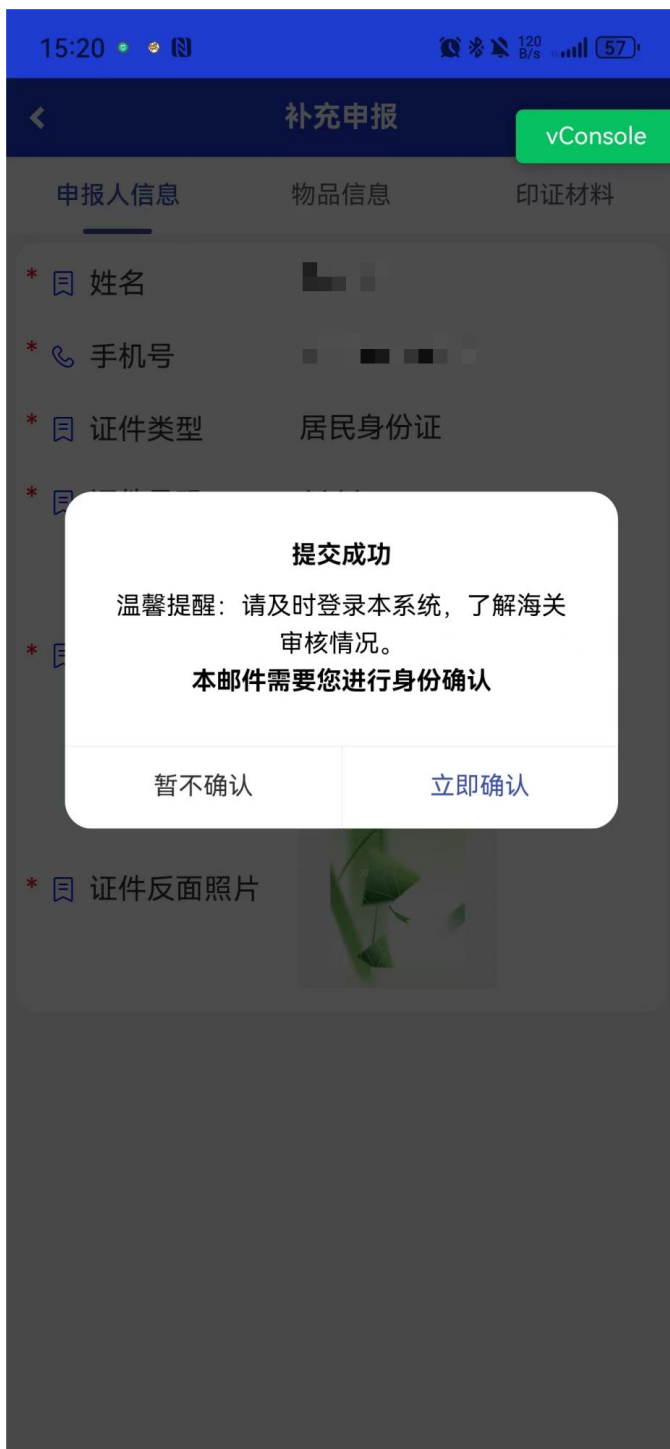 15:20
120
B/s
57
补充申报
vConsole
申报人信息
物品信息
印证材料
* 姓名
* 手机号
* 证件类型
居民身份证
*
提交成功
温馨提醒：请及时登录本系统，了解海关
审核情况。
本邮件需要您进行身份确认
*
暂不确认
立即确认
* 证件反面照片